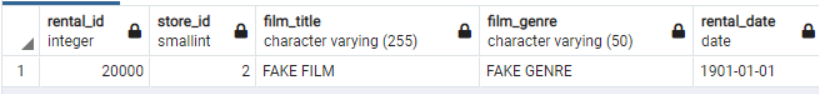 rental_id store_id film_title film_genre rental_date
integer smallint character varying (255) character varying (50) date
1 20000 2 FAKE FILM FAKE GENRE 1901-01-01